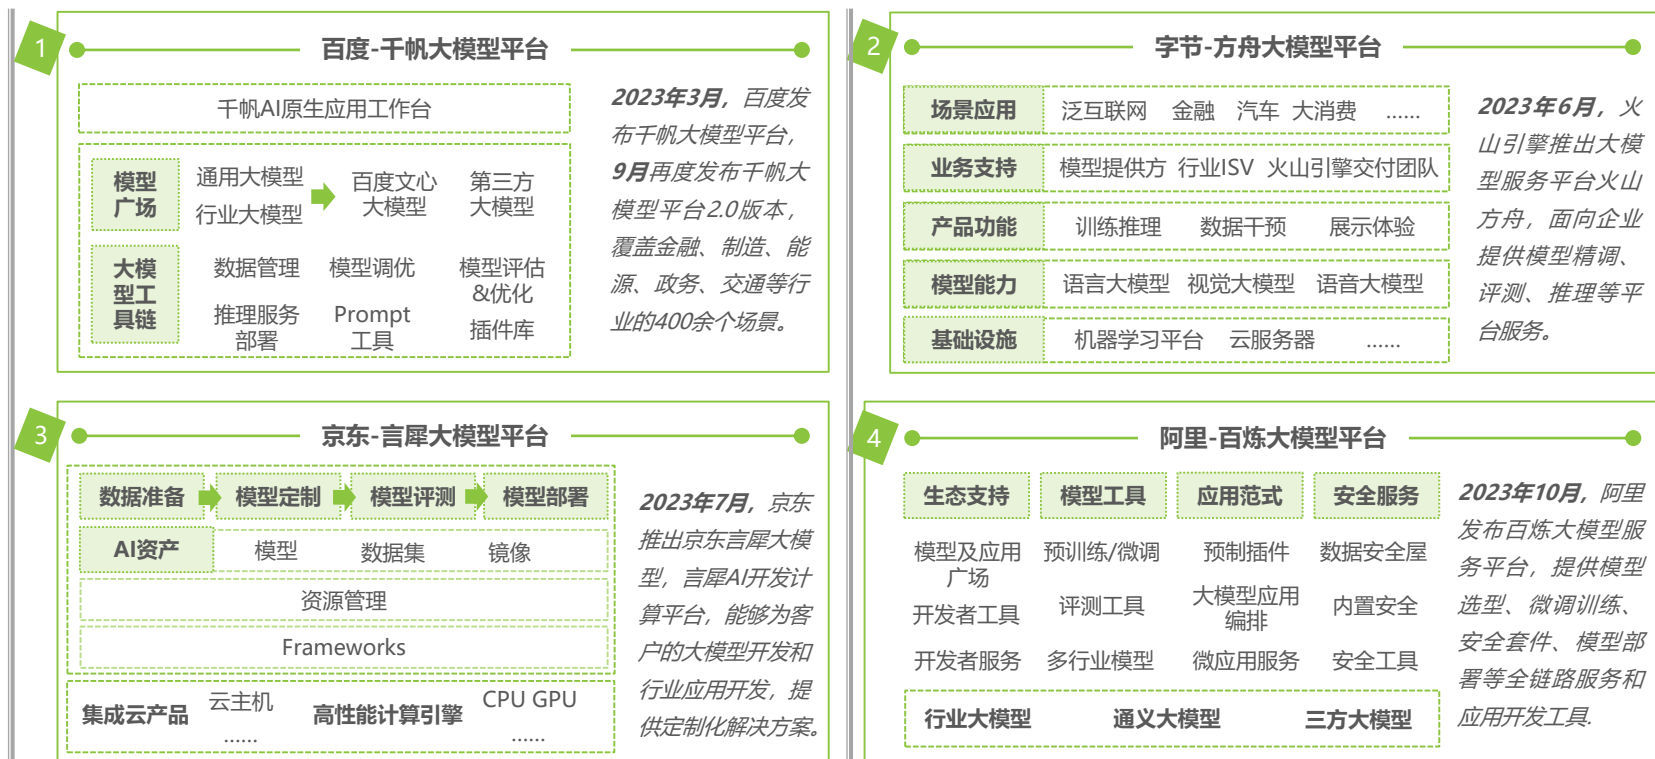 1
百度-千帆大模型平台
千帆AI原生应用工作台
模型
广场
通用大模型
行业大模型
百度文心
大模型
第三方
大模型
大模
型工
具链
数据管理
模型调优
模型评估
&优化
推理服务
部署
Prompt
工具
插件库
2023年3月，百度发
布千帆大模型平台，
9月再度发布千帆大
模型平台2.0版本，
覆盖金融、制造、能
源、政务、交通等行
业的400余个场景。
2
字节-方舟大模型平台
场景应用 泛互联网 金融 汽车 大消费 ......
业务支持 模型提供方 行业ISV 火山引擎交付团队
产品功能 训练推理 数据干预 展示体验
模型能力 语言大模型 视觉大模型 语音大模型
基础设施 机器学习平台 云服务器 ......
2023年6月，火
山引擎推出大模
型服务平台火山
方舟，面向企业
提供模型精调、
评测、推理等平
台服务。
3
京东-言犀大模型平台
数据准备 模型定制 模型评测 模型部署
AI资产 模型 数据集 镜像
资源管理
Frameworks
集成云产品
云主机
......
高性能计算引擎
CPU GPU
......
2023年7月，京东
推出京东言犀大模
型，言犀AI开发计
算平台，能够为客
户的大模型开发和
行业应用开发，提
供定制化解决方案。
4
阿里-百炼大模型平台
生态支持 模型工具 应用范式 安全服务
模型及应用
广场
预训练/微调 预制插件 数据安全屋
开发者工具 评测工具
大模型应用
编排
内置安全
开发者服务 多行业模型 微应用服务 安全工具
行业大模型 通义大模型 三方大模型
2023年10月，阿里
发布百炼大模型服
务平台，提供模型
选型、微调训练、
安全套件、模型部
署等全链路服务和
应用开发工具.